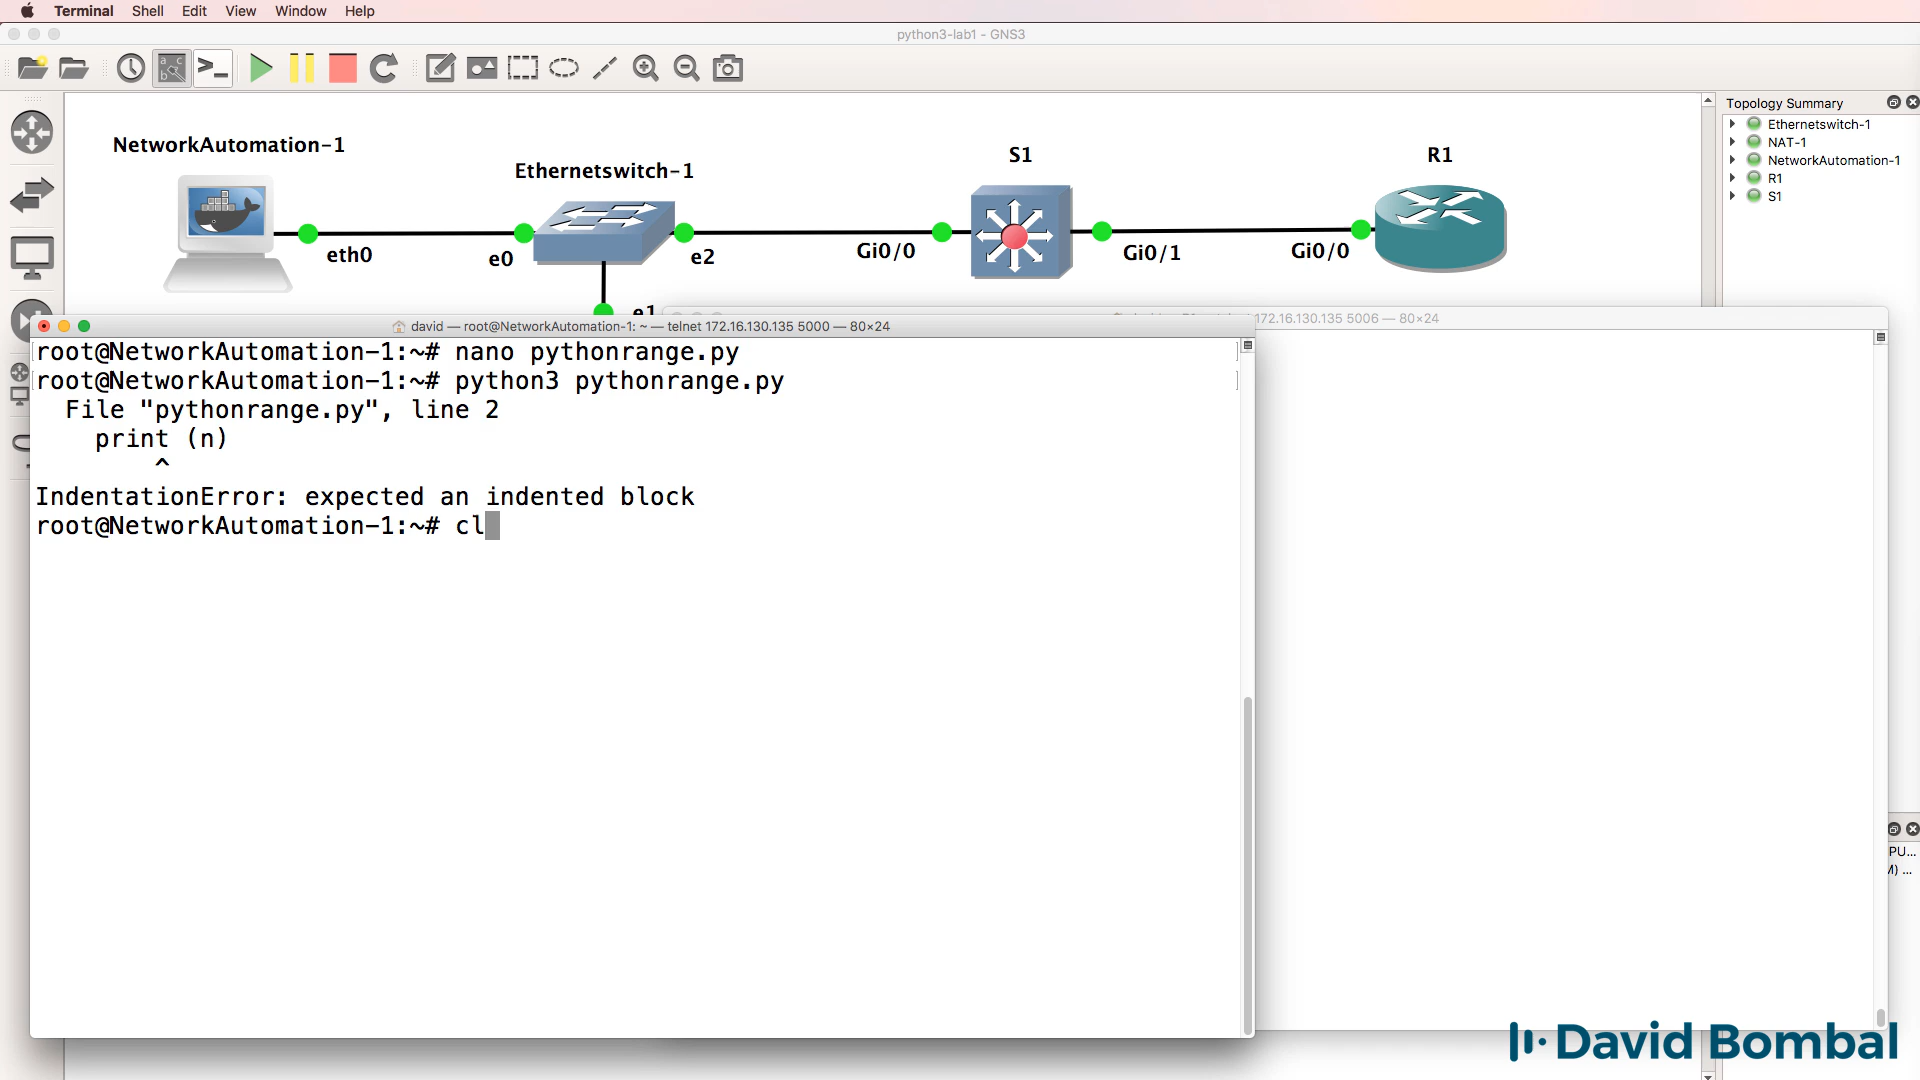 Terminal Shell Edit View Window Help
python3-lab1 - GNS3
Topology Summary
Ethernetswitch-1
NAT-1
NetworkAutomation-1
R1
S1
NetworkAutomation-1
Ethernetswitch-1
S1
R1
eth0
e0
e2
Gi0/0
Gi0/1
Gi0/0
e1
david — root@NetworkAutomation-1: ~ — telnet 172.16.130.135 5000 — 80×24
172.16.130.135 5006 — 80×24
root@NetworkAutomation-1:~# nano pythonrange.py
root@NetworkAutomation-1:~# python3 pythonrange.py
File "pythonrange.py", line 2
print (n)
^
IndentationError: expected an indented block
root@NetworkAutomation-1:~# cl
PU...
M) ...
David Bombal